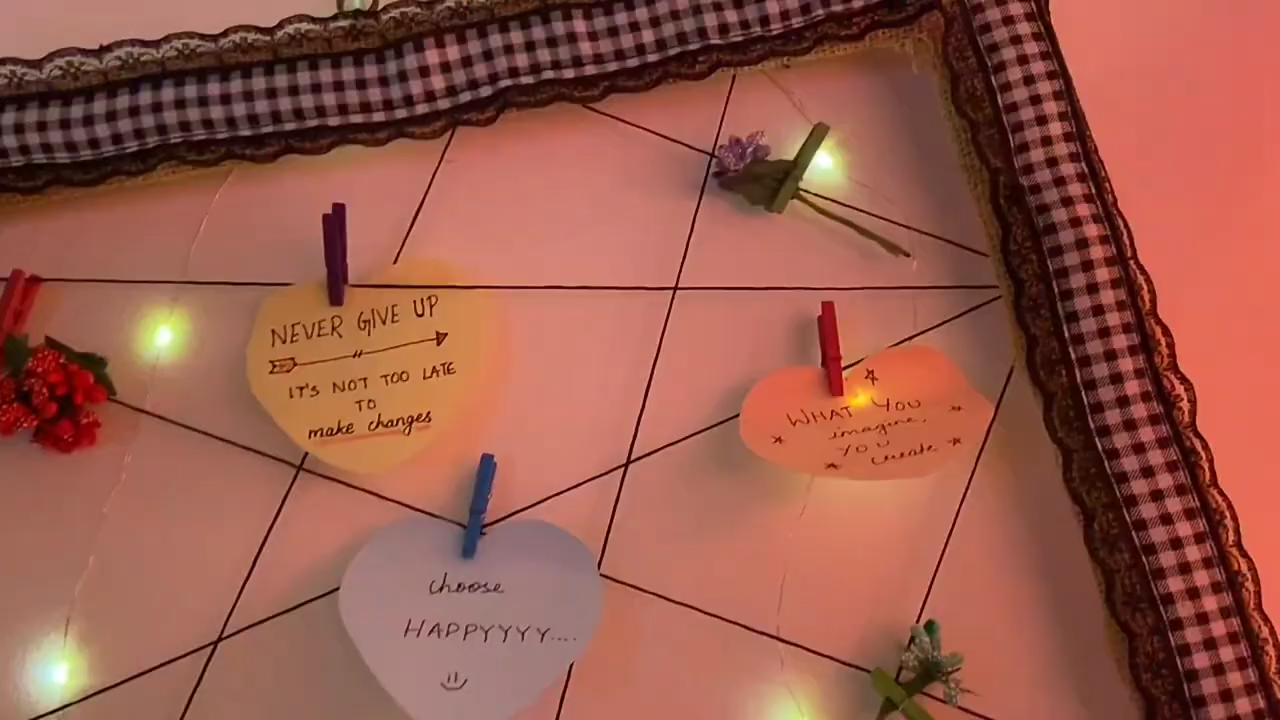 NEVER GIVE UP
IT'S NOT TOO LATE
TO
make changes
WHAT YOU
imagine,
YOU
create
choose
HAPPYYYY....